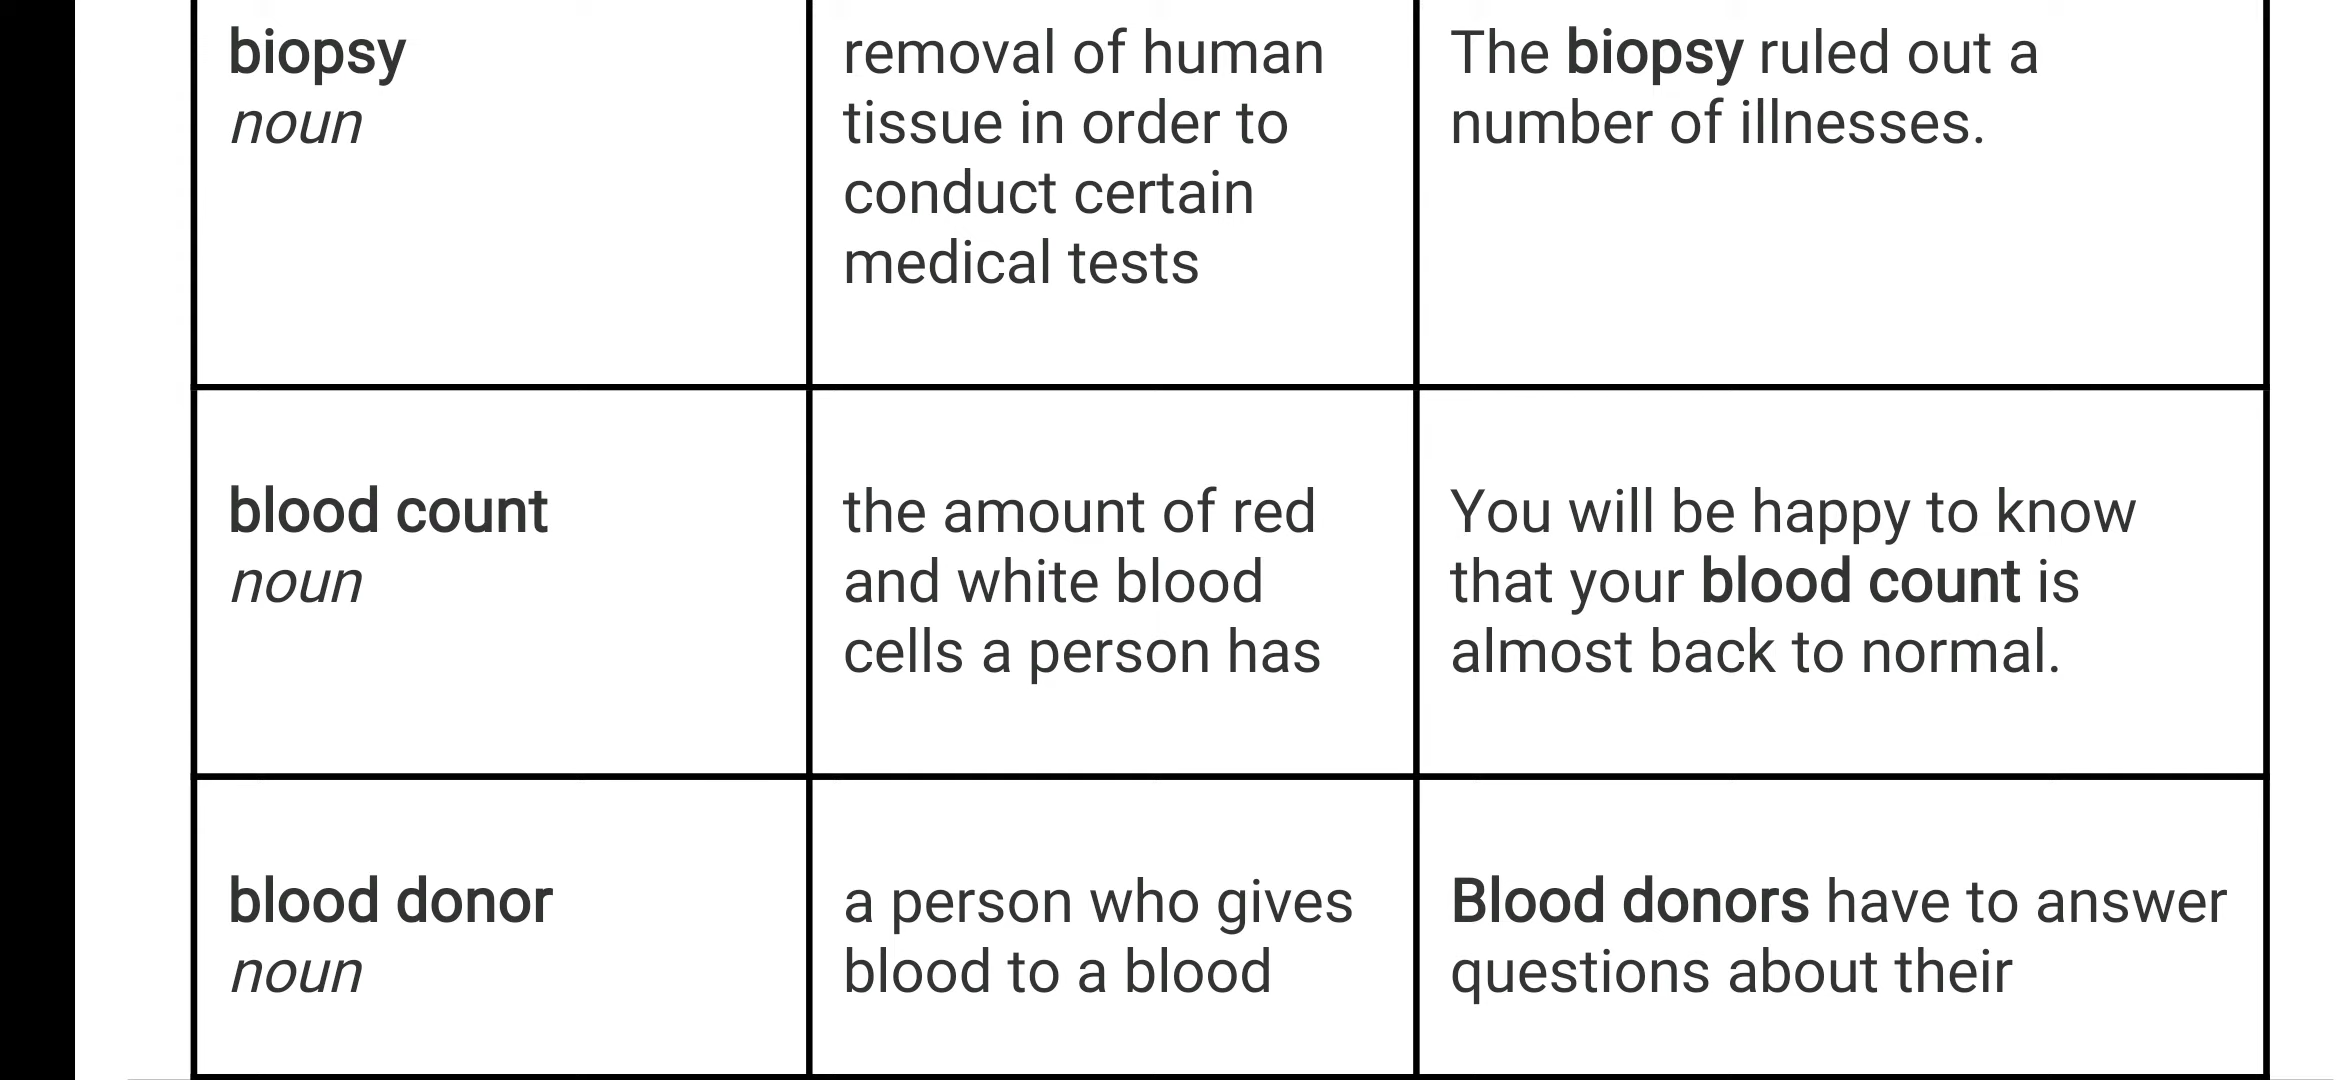 biopsy
noun
removal of human
tissue in order to
conduct certain
medical tests
The biopsy ruled out a
number of illnesses.
blood count
noun
the amount of red
and white blood
cells a person has
You will be happy to know
that your blood count is
almost back to normal.
blood donor
noun
a person who gives
blood to a blood
Blood donors have to answer
questions about their